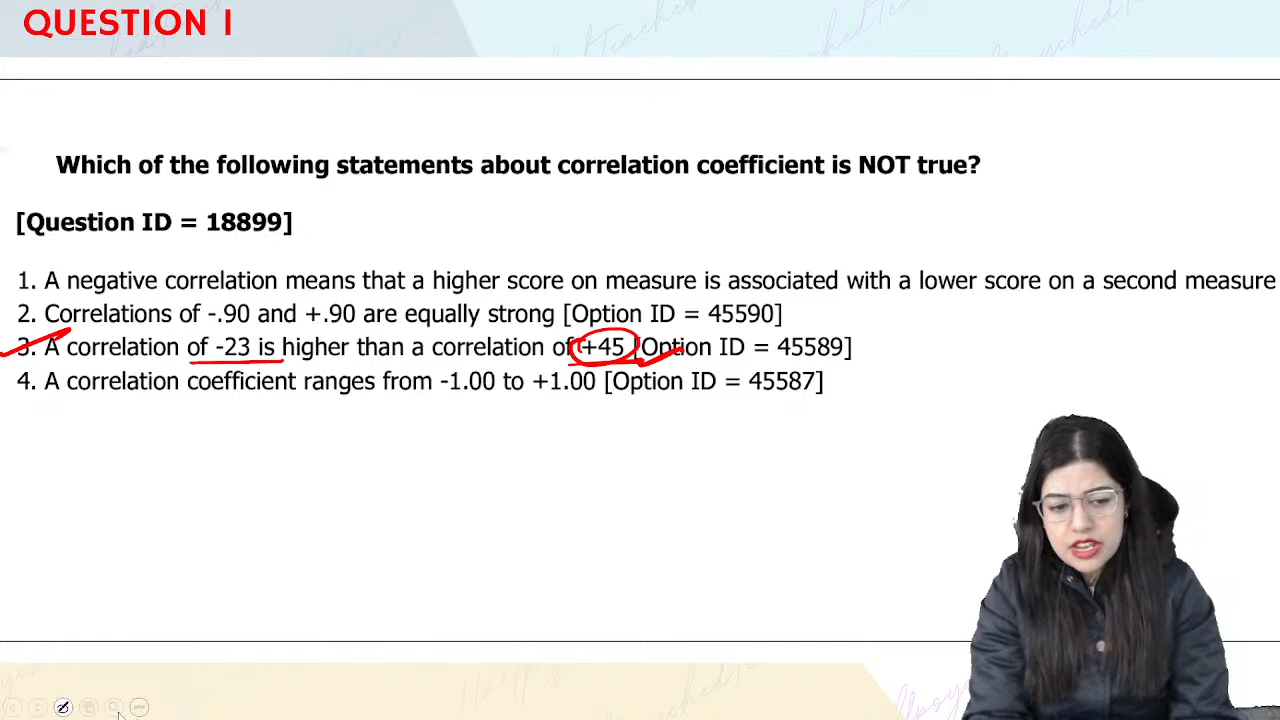 QUESTION I
Which of the following statements about correlation coefficient is NOT true?
[Question ID = 18899]
1. A negative correlation means that a higher score on measure is associated with a lower score on a second measure
2. Correlations of -.90 and +.90 are equally strong [Option ID = 45590]
3. A correlation of -23 is higher than a correlation of +45 [Option ID = 45589]
4. A correlation coefficient ranges from -1.00 to +1.00 [Option ID = 45587]